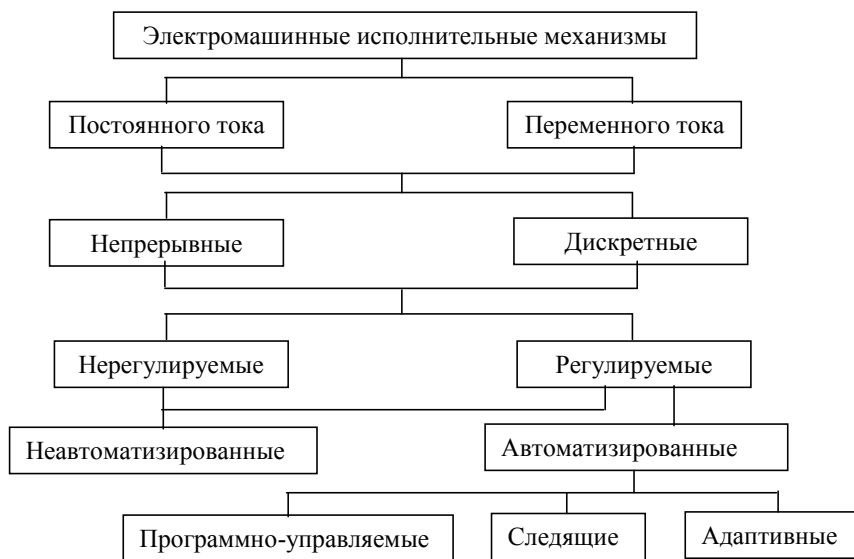 Электромашинные исполнительные механизмы
Постоянного тока
Переменного тока
Непрерывные
Дискретные
Нерегулируемые
Регулируемые
Неавтоматизированные
Автоматизированные
Программно-управляемые
Следящие
Адаптивные